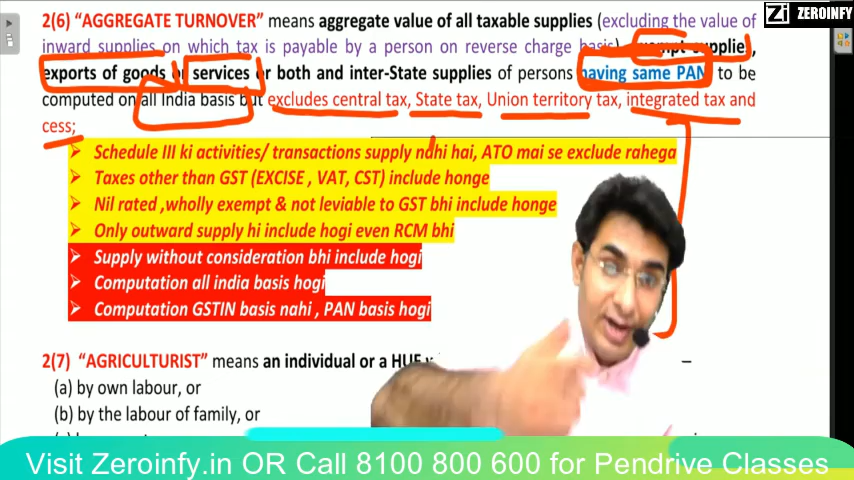 2(6) “AGGREGATE TURNOVER” means aggregate value of all taxable supplies (excluding the value of
Zi ZEROINFY
inward supplies on which tax is payable by a person on reverse charge basis), exempt supplies,
exports of goods or services or both and inter-State supplies of persons having same PAN to be
computed on all India basis but excludes central tax, State tax, Union territory tax, integrated tax and
cess;
➢ Schedule III ki activities/ transactions supply nahi hai, ATO mai se exclude rahega
➢ Taxes other than GST (EXCISE , VAT, CST) include honge
➢ Nil rated ,wholly exempt & not leviable to GST bhi include honge
➢ Only outward supply hi include hogi even RCM bhi
➢ Supply without consideration bhi include hogi
➢ Computation all india basis hogi
➢ Computation GSTIN basis nahi , PAN basis hogi
2(7) “AGRICULTURIST” means an individual or a HUF
(a) by own labour, or
(b) by the labour of family, or
Visit Zeroinfy.in OR Call 8100 800 600 for Pendrive Classes